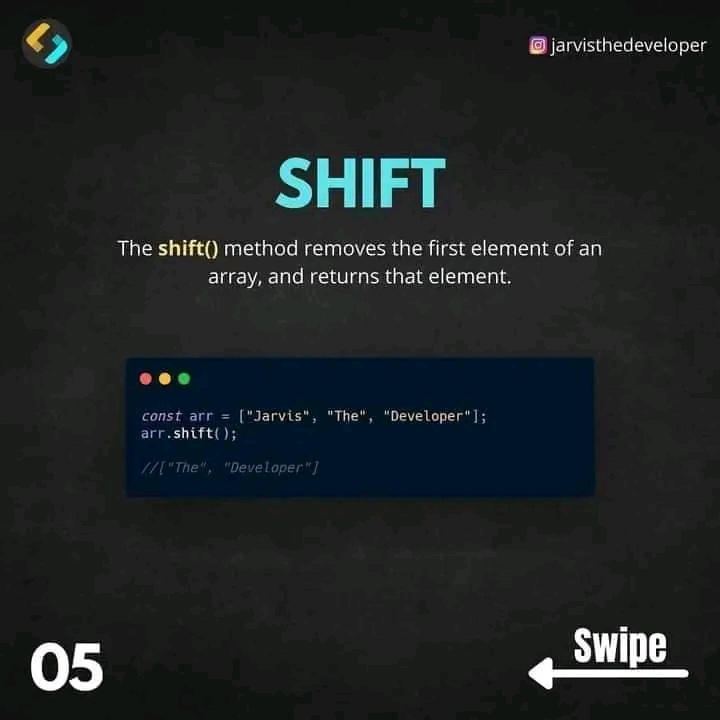 jarvisthedeveloper
SHIFT
The shift() method removes the first element of an
array, and returns that element.
const arr = ["Jarvis", "The", "Developer"];
arr.shift();
//["The", "Developer"]
05
Swipe